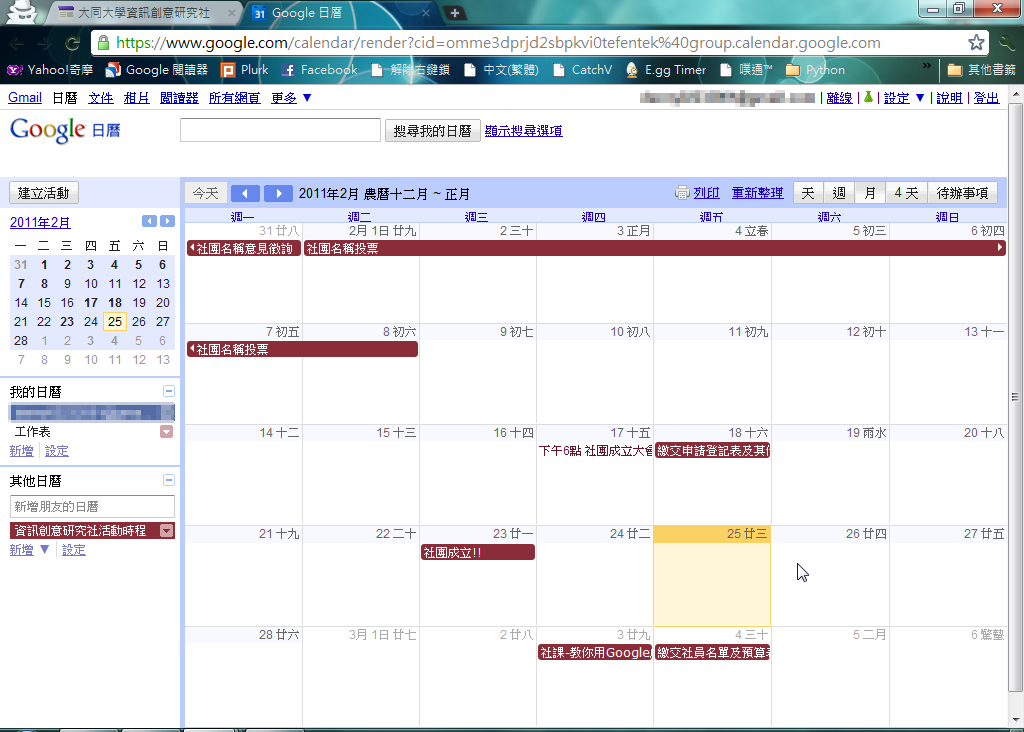 大同大學資訊創意研究社
31 Google 日曆
https://www.google.com/calendar/render?cid=omme3dprjd2sbpkvi0tefentek%40group.calendar.google.com
Yahoo!奇摩 Google 閱讀器 Plurk Facebook 解除右鍵鎖 中文(繁體) CatchV E.gg Timer 噗通™ Python » 其他書籤
Gmail 日曆 文件 相片 閱讀器 所有網頁 更多 ▼ | 離線 | 設定 ▼ | 說明 | 登出
Google 日曆 搜尋我的日曆 顯示搜尋選項
建立活動 今天 2011年2月 農曆十二月 ~ 正月 列印 重新整理 天 週 月 4 天 待辦事項
2011年2月
一 二 三 四 五 六 日
31 1 2 3 4 5 6
7 8 9 10 11 12 13
14 15 16 17 18 19 20
21 22 23 24 25 26 27
28 1 2 3 4 5 6
7 8 9 10 11 12 13
我的日曆
工作表
新增 設定
其他日曆
新增朋友的日曆
資訊創意研究社活動時程
新增 ▼ 設定
週一 週二 週三 週四 週五 週六 週日
31 廿八 2月 1日 廿九 2 三十 3 正月 4 立春 5 初三 6 初四
社團名稱意見徵詢 社團名稱投票
7 初五 8 初六 9 初七 10 初八 11 初九 12 初十 13 十一
社團名稱投票
14 十二 15 十三 16 十四 17 十五 18 十六 19 雨水 20 十八
下午6點 社團成立大會 繳交申請登記表及其他
21 十九 22 二十 23 廿一 24 廿二 25 廿三 26 廿四 27 廿五
社團成立!!
28 廿六 3月 1日 廿七 2 廿八 3 廿九 4 三十 5 二月 6 驚蟄
社課-教你用Google 繳交社員名單及預算